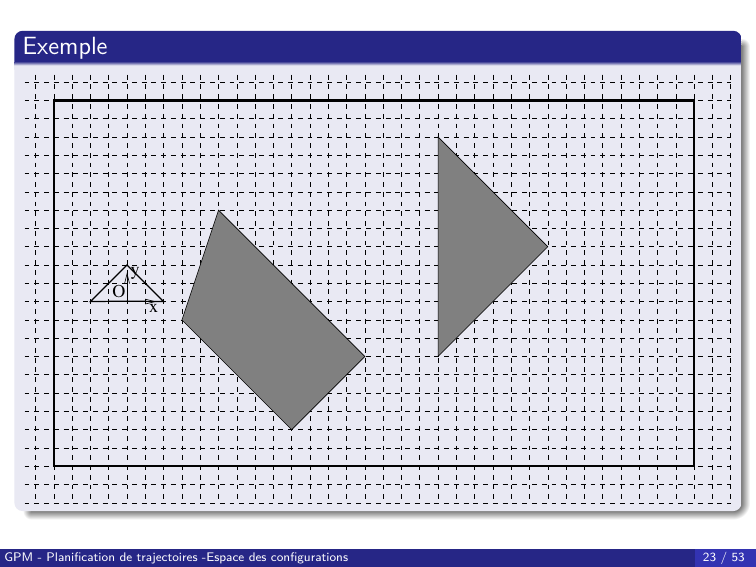 Exemple
y
O
x
GPM - Planification de trajectoires -Espace des configurations
23 / 53